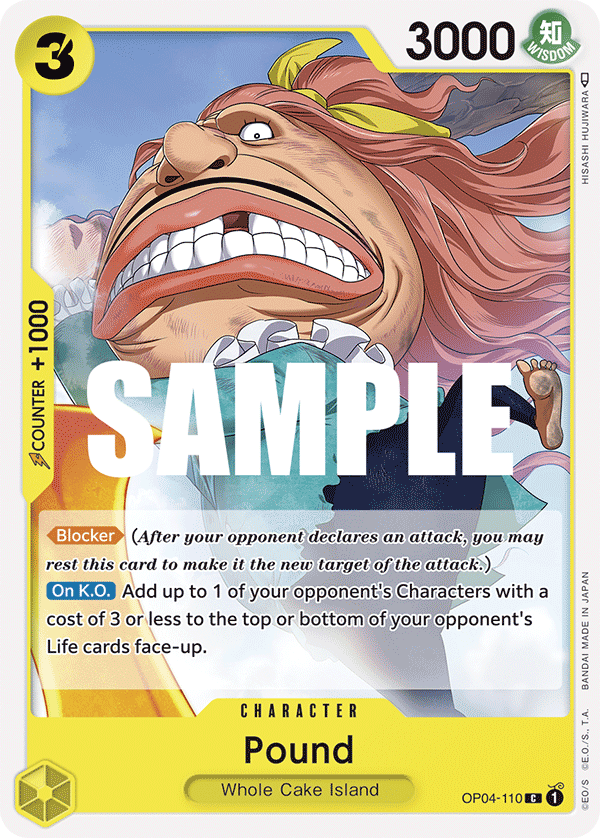 3
3000
知
WISDOM
HISASHI HUJIWARA
COUNTER +1000
SAMPLE
Blocker (After your opponent declares an attack, you may
rest this card to make it the new target of the attack.)
On K.O. Add up to 1 of your opponent's Characters with a
cost of 3 or less to the top or bottom of your opponent's
Life cards face-up.
CHARACTER
Pound
Whole Cake Island
OP04-110 C 1
©EO/S ©E.O./S., T.A. BANDAI MADE IN JAPAN